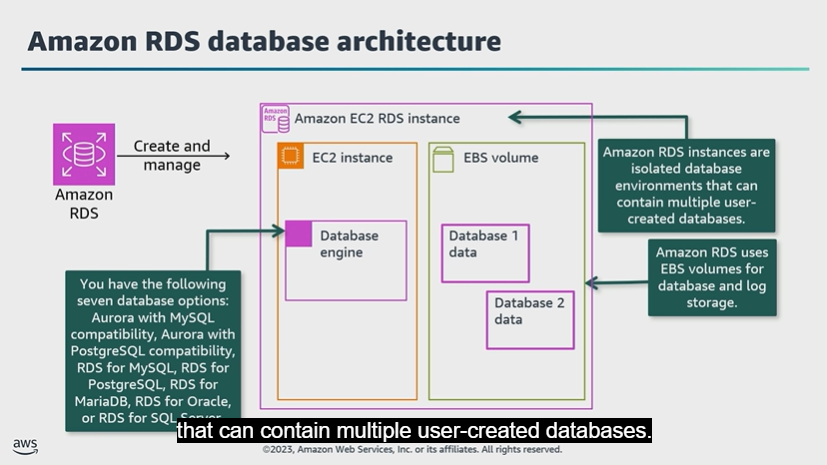 Amazon RDS database architecture
Amazon
RDS
Create and
manage
Amazon
RDS
Amazon EC2 RDS instance
EC2 instance
EBS volume
Database
engine
Database 1
data
Database 2
data
Amazon RDS instances are
isolated database
environments that can
contain multiple user-
created databases.
Amazon RDS uses
EBS volumes for
database and log
storage.
You have the following
seven database options:
Aurora with MySQL
compatibility, Aurora with
PostgreSQL compatibility,
RDS for MySQL, RDS for
PostgreSQL, RDS for
MariaDB, RDS for Oracle,
or RDS for SQL Server.
that can contain multiple user-created databases.
aws
©2023, Amazon Web Services, Inc. or its affiliates. All rights reserved.